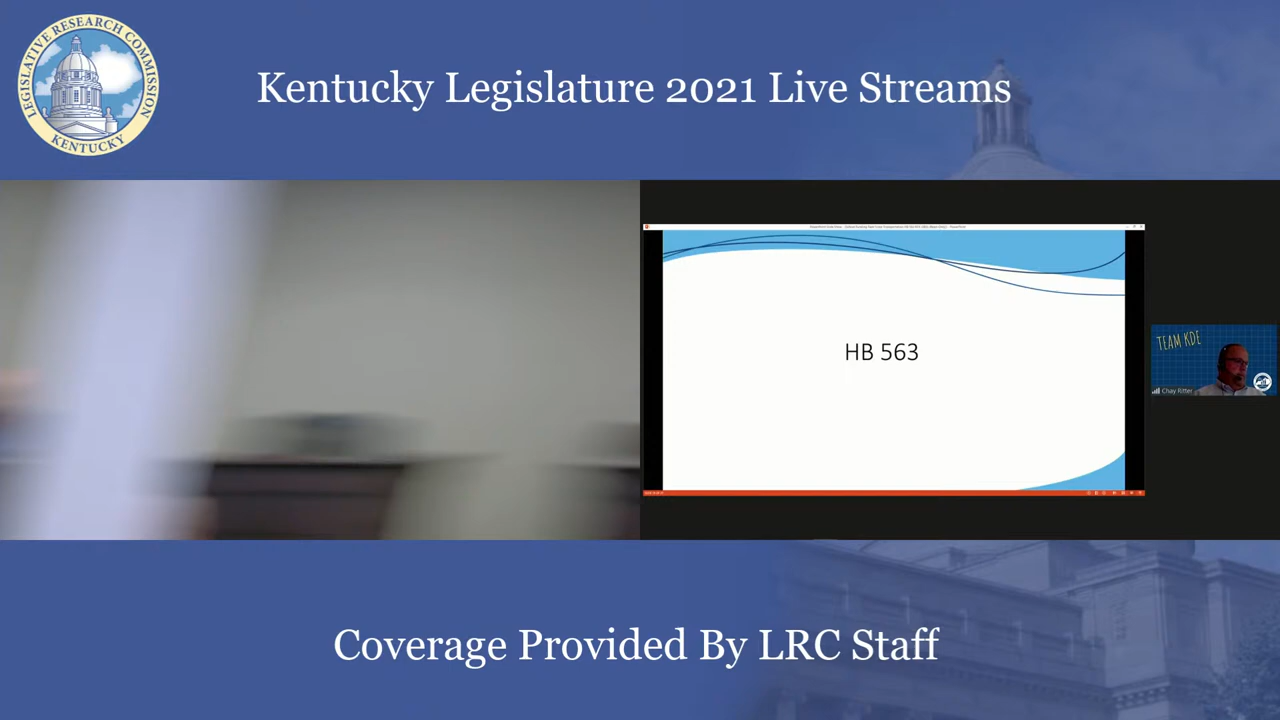 LEGISLATIVE RESEARCH COMMISSION
KENTUCKY
Kentucky Legislature 2021 Live Streams
HB 563
TEAM KDE
Chay Ritter
Coverage Provided By LRC Staff